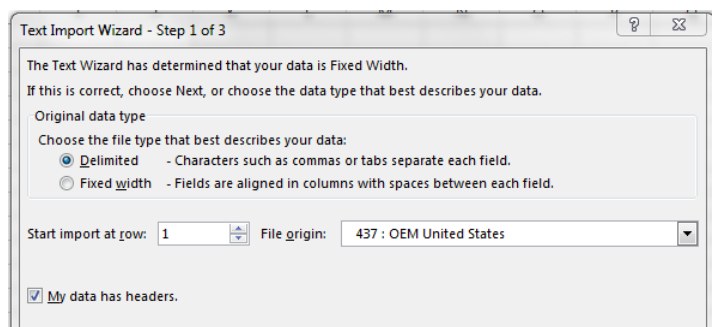 Text Import Wizard - Step 1 of 3
The Text Wizard has determined that your data is Fixed Width.
If this is correct, choose Next, or choose the data type that best describes your data.
Original data type
Choose the file type that best describes your data:
Delimited - Characters such as commas or tabs separate each field.
Fixed width - Fields are aligned in columns with spaces between each field.
Start import at row: 1 File origin: 437 : OEM United States
My data has headers.